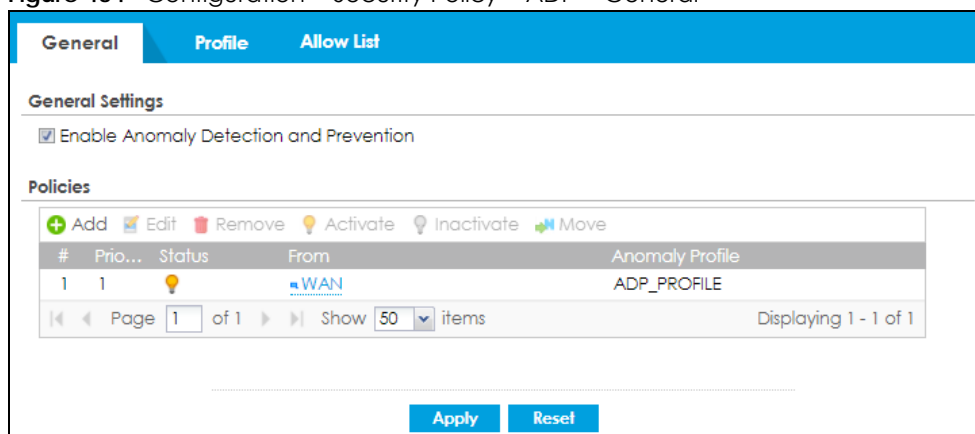 General Profile Allow List
General Settings
Enable Anomaly Detection and Prevention
Policies
Add Edit Remove Activate Inactivate Move
# Prio... Status From Anomaly Profile
1 1 WAN ADP_PROFILE
Page 1 of 1 Show 50 items Displaying 1 - 1 of 1
Apply Reset